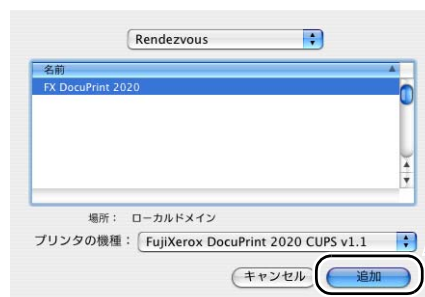 Rendezvous
名前
FX DocuPrint 2020
場所： ローカルドメイン
プリンタの機種： FujiXerox DocuPrint 2020 CUPS v1.1
キャンセル 追加